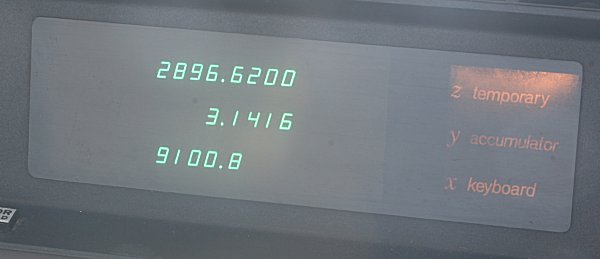 2896.6200 z temporary
3.1416 y accumulator
9100.8 x keyboard